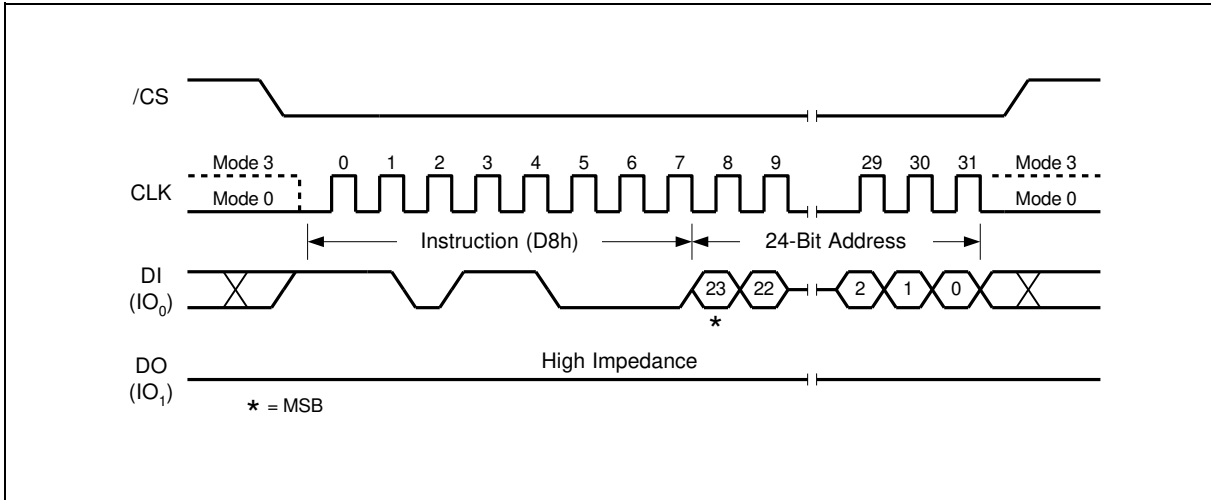 /CS
Mode 3 0 1 2 3 4 5 6 7 8 9 29 30 31 Mode 3
CLK
Mode 0 Mode 0
Instruction (D8h) 24-Bit Address
DI
(IO₀)
23 22 2 1 0
*
DO
(IO₁)
High Impedance
* = MSB